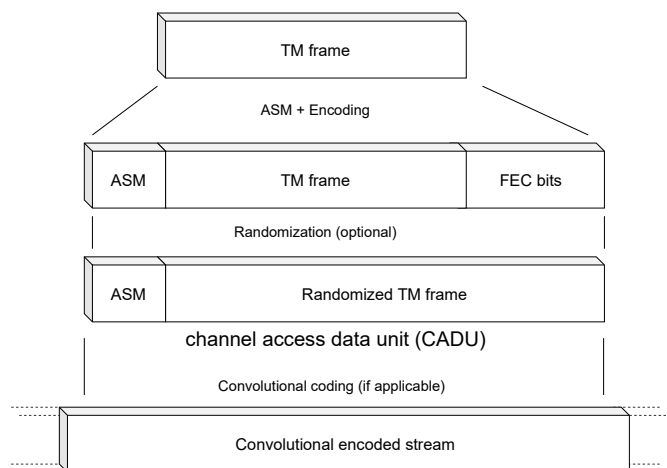 TM frame
ASM + Encoding
ASM TM frame FEC bits
Randomization (optional)
ASM Randomized TM frame
channel access data unit (CADU)
Convolutional coding (if applicable)
Convolutional encoded stream